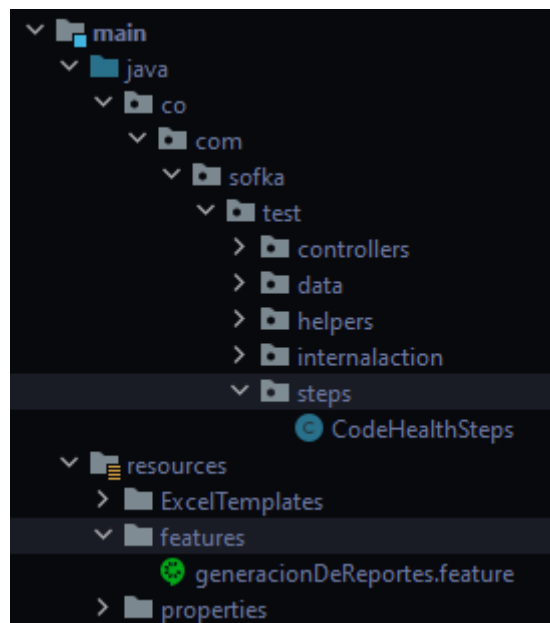 main
java
co
com
sofka
test
controllers
data
helpers
internalaction
steps
C CodeHealthSteps
resources
ExcelTemplates
features
generacionDeReportes.feature
properties